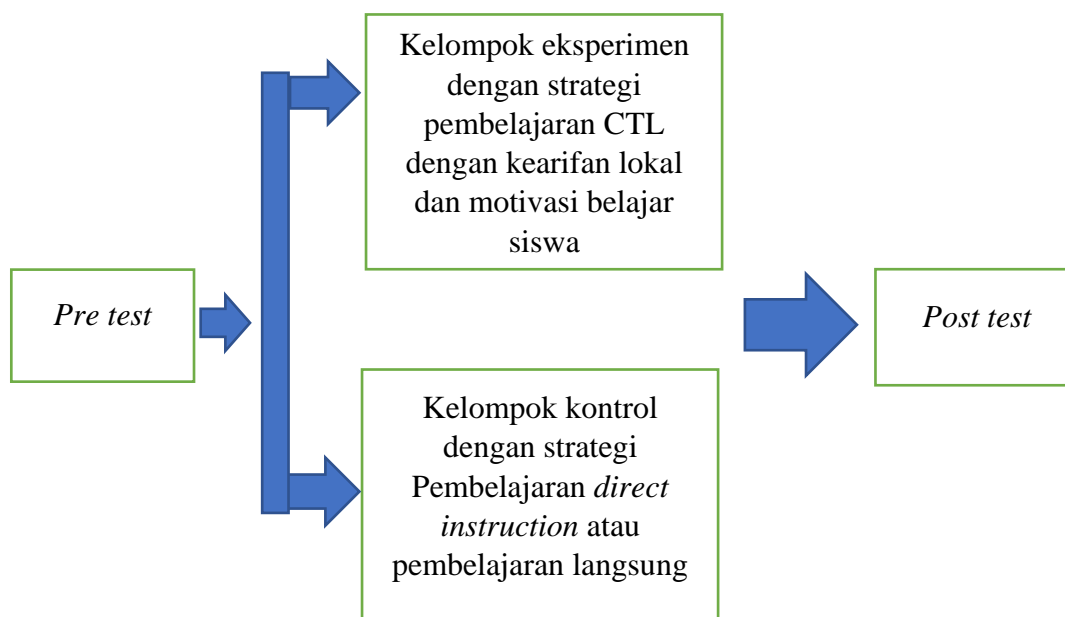 Pre test
Kelompok eksperimen
dengan strategi
pembelajaran CTL
dengan kearifan lokal
dan motivasi belajar
siswa
Kelompok kontrol
dengan strategi
Pembelajaran direct
instruction atau
pembelajaran langsung
Post test